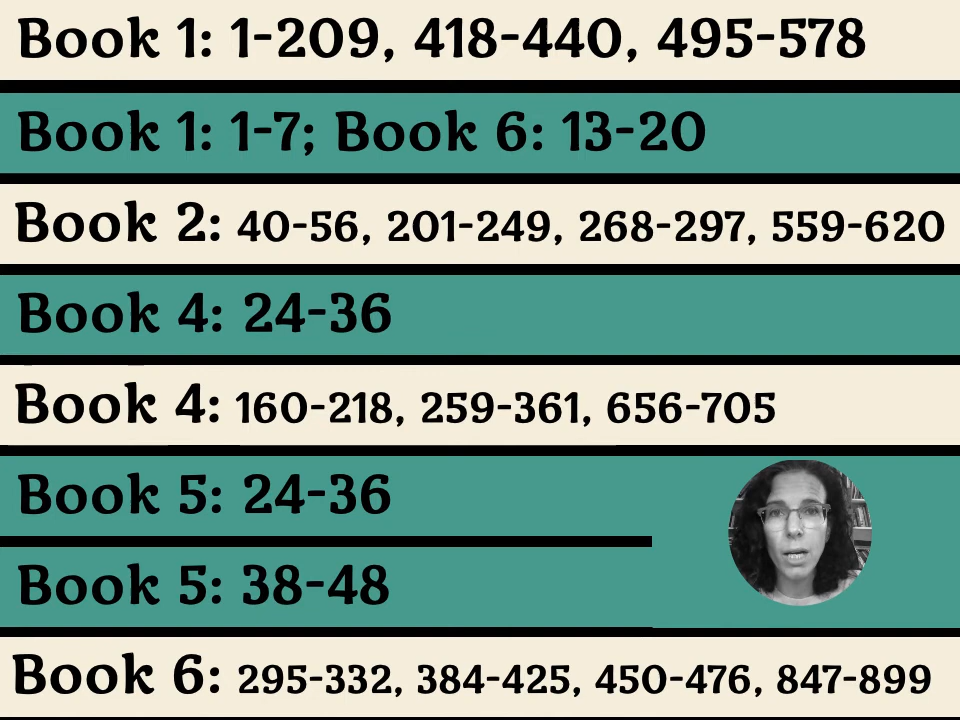 Book 1: 1-209, 418-440, 495-578
Book 1: 1-7; Book 6: 13-20
Book 2: 40-56, 201-249, 268-297, 559-620
Book 4: 24-36
Book 4: 160-218, 259-361, 656-705
Book 5: 24-36
Book 5: 38-48
Book 6: 295-332, 384-425, 450-476, 847-899